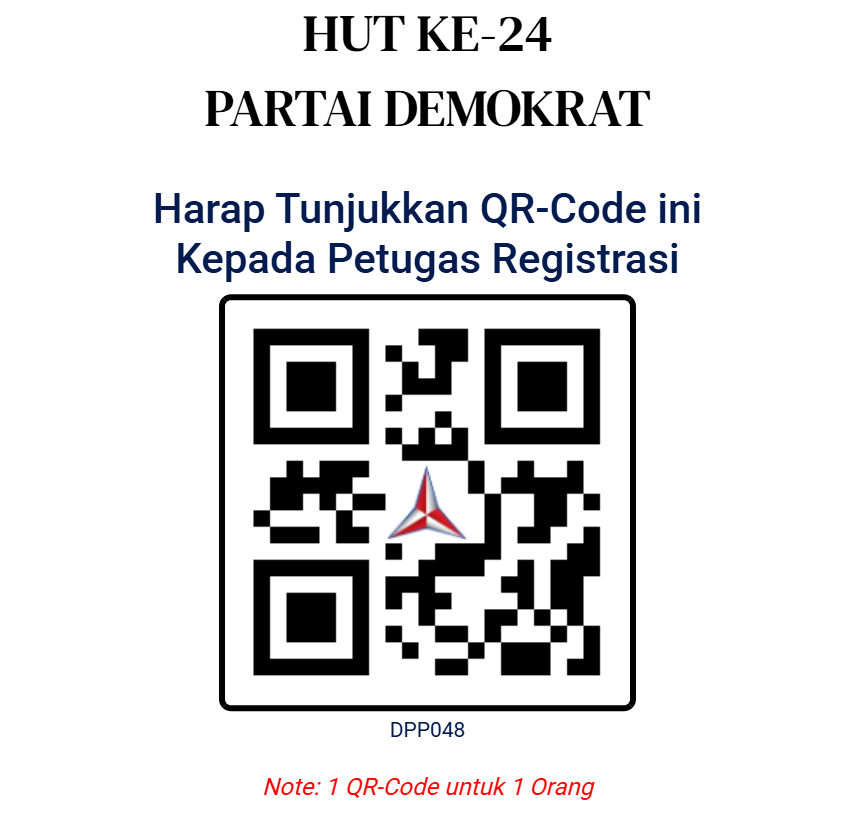 HUT KE-24
PARTAI DEMOKRAT
Harap Tunjukkan QR-Code ini
Kepada Petugas Registrasi
DPP048
Note: 1 QR-Code untuk 1 Orang